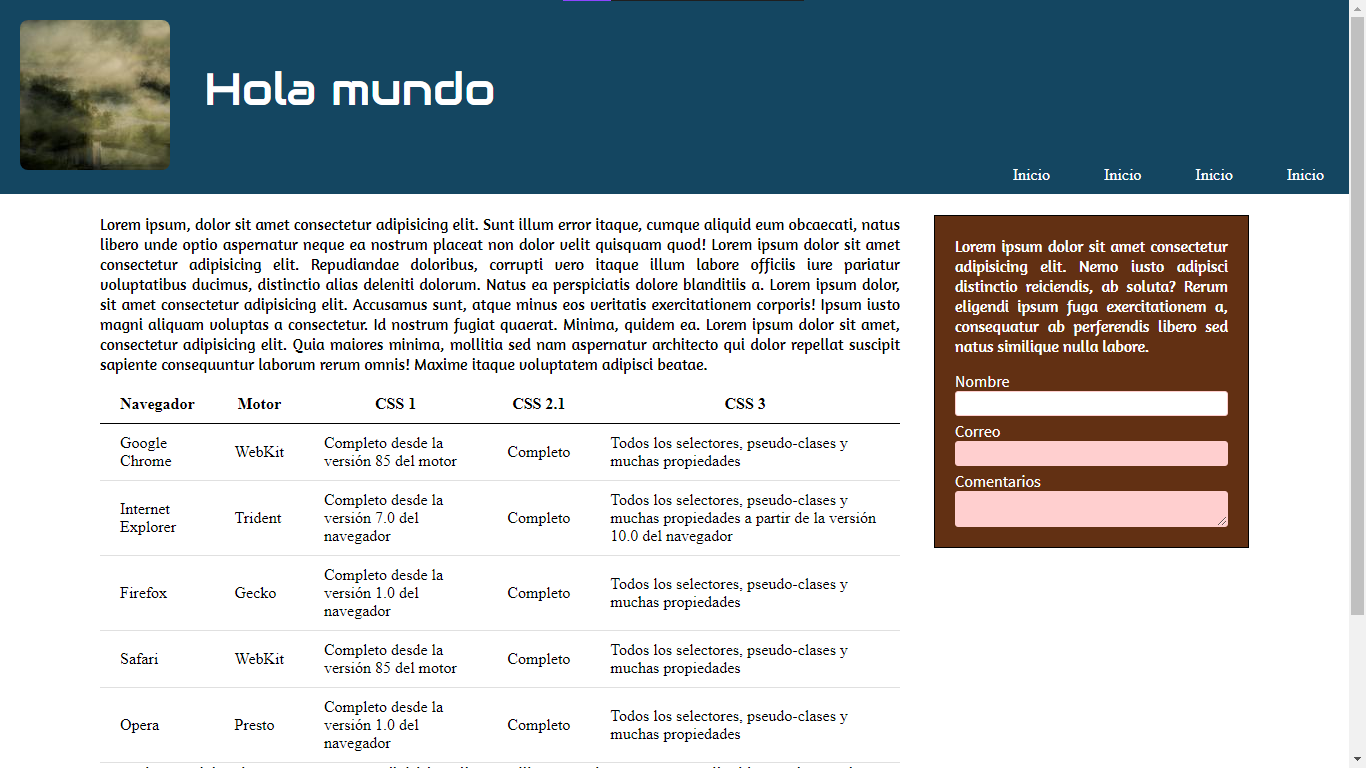 Hola mundo
Inicio Inicio Inicio Inicio
Lorem ipsum, dolor sit amet consectetur adipisicing elit. Sunt illum error itaque, cumque aliquid eum obcaecati, natus
libero unde optio aspernatur neque ea nostrum placeat non dolor velit quisquam quod! Lorem ipsum dolor sit amet
consectetur adipisicing elit. Repudiandae doloribus, corrupti vero itaque illum labore officiis iure pariatur
voluptatibus ducimus, distinctio alias deleniti dolorum. Natus ea perspiciatis dolore blanditiis a. Lorem ipsum dolor,
sit amet consectetur adipisicing elit. Accusamus sunt, atque minus eos veritatis exercitationem corporis! Ipsum iusto
magni aliquam voluptas a consectetur. Id nostrum fugiat quaerat. Minima, quidem ea. Lorem ipsum dolor sit amet,
consectetur adipisicing elit. Quia maiores minima, mollitia sed nam aspernatur architecto qui dolor repellat suscipit
sapiente consequuntur laborum rerum omnis! Maxime itaque voluptatem adipisci beatae.
Navegador Motor CSS 1 CSS 2.1 CSS 3
Google
Chrome
WebKit
Completo desde la
versión 85 del motor
Completo
Todos los selectores, pseudo-clases y
muchas propiedades
Internet
Explorer
Trident
Completo desde la
versión 7.0 del
navegador
Completo
Todos los selectores, pseudo-clases y
muchas propiedades a partir de la versión
10.0 del navegador
Firefox
Gecko
Completo desde la
versión 1.0 del
navegador
Completo
Todos los selectores, pseudo-clases y
muchas propiedades
Safari
WebKit
Completo desde la
versión 85 del motor
Completo
Todos los selectores, pseudo-clases y
muchas propiedades
Opera
Presto
Completo desde la
versión 1.0 del
navegador
Completo
Todos los selectores, pseudo-clases y
muchas propiedades
Lorem ipsum dolor sit amet consectetur
adipisicing elit. Nemo iusto adipisci
distinctio reiciendis, ab soluta? Rerum
eligendi ipsum fuga exercitationem a,
consequatur ab perferendis libero sed
natus similique nulla labore.
Nombre
Correo
Comentarios